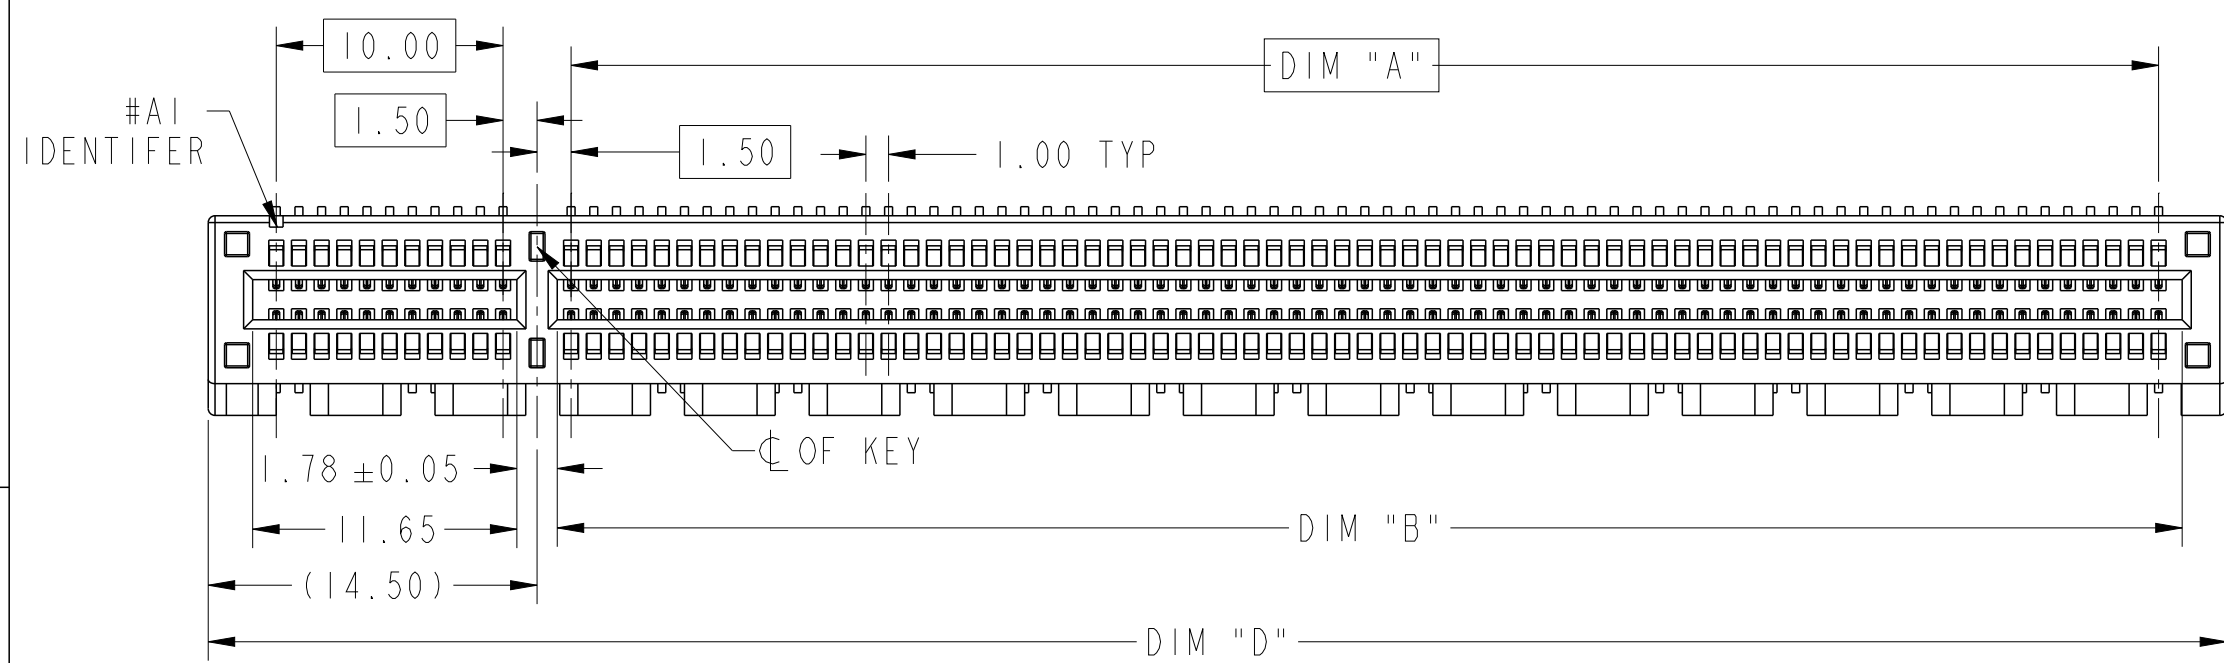 10.00
DIM "A"
#A1
IDENTIFER
1.50
1.50
1.00 TYP
℄ OF KEY
1.78 ±0.05
11.65
DIM "B"
(14.50)
DIM "D"